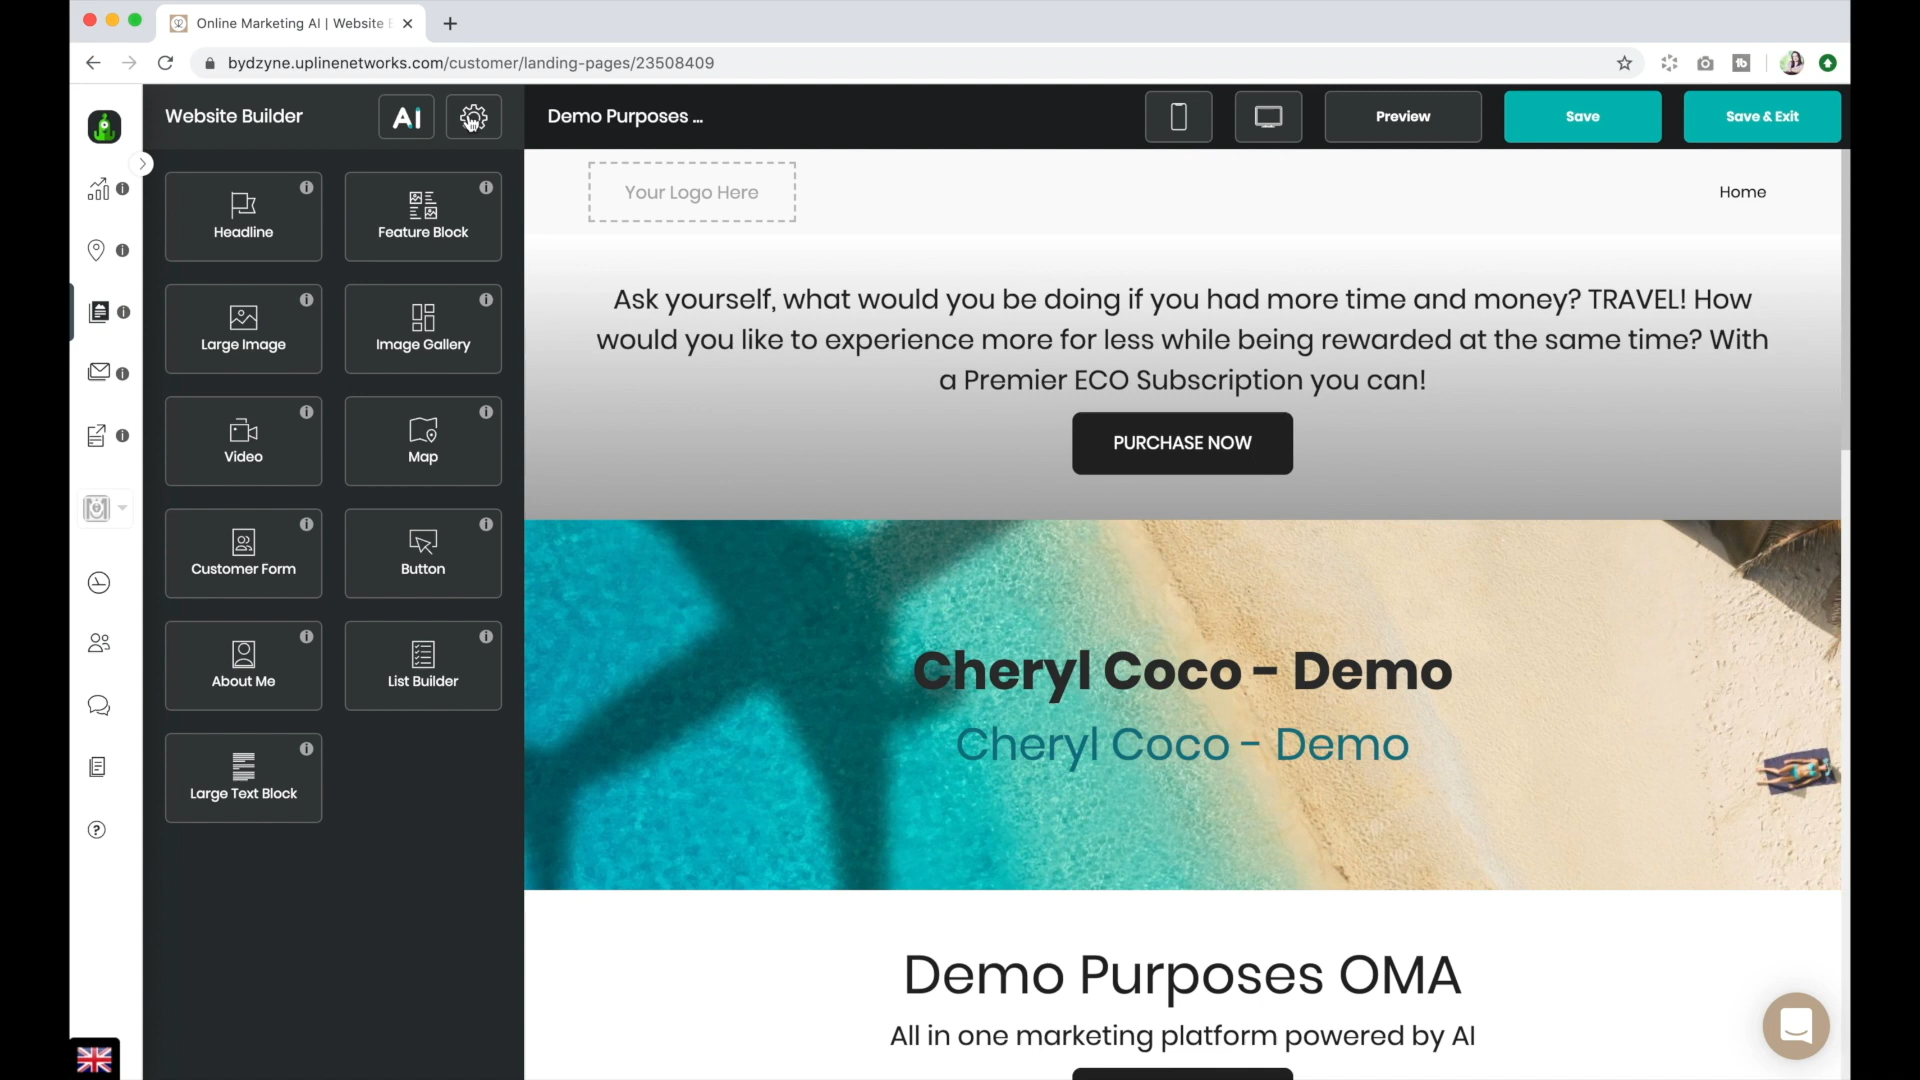 Online Marketing AI | Website
bydzyne.uplinenetworks.com/customer/landing-pages/23508409
Website Builder
AI
Demo Purposes ...
Preview
Save
Save & Exit
Headline
Feature Block
Large Image
Image Gallery
Video
Map
Customer Form
Button
About Me
List Builder
Large Text Block
Your Logo Here
Home
Ask yourself, what would you be doing if you had more time and money? TRAVEL! How
would you like to experience more for less while being rewarded at the same time? With
a Premier ECO Subscription you can!
PURCHASE NOW
Cheryl Coco - Demo
Cheryl Coco - Demo
Demo Purposes OMA
All in one marketing platform powered by AI